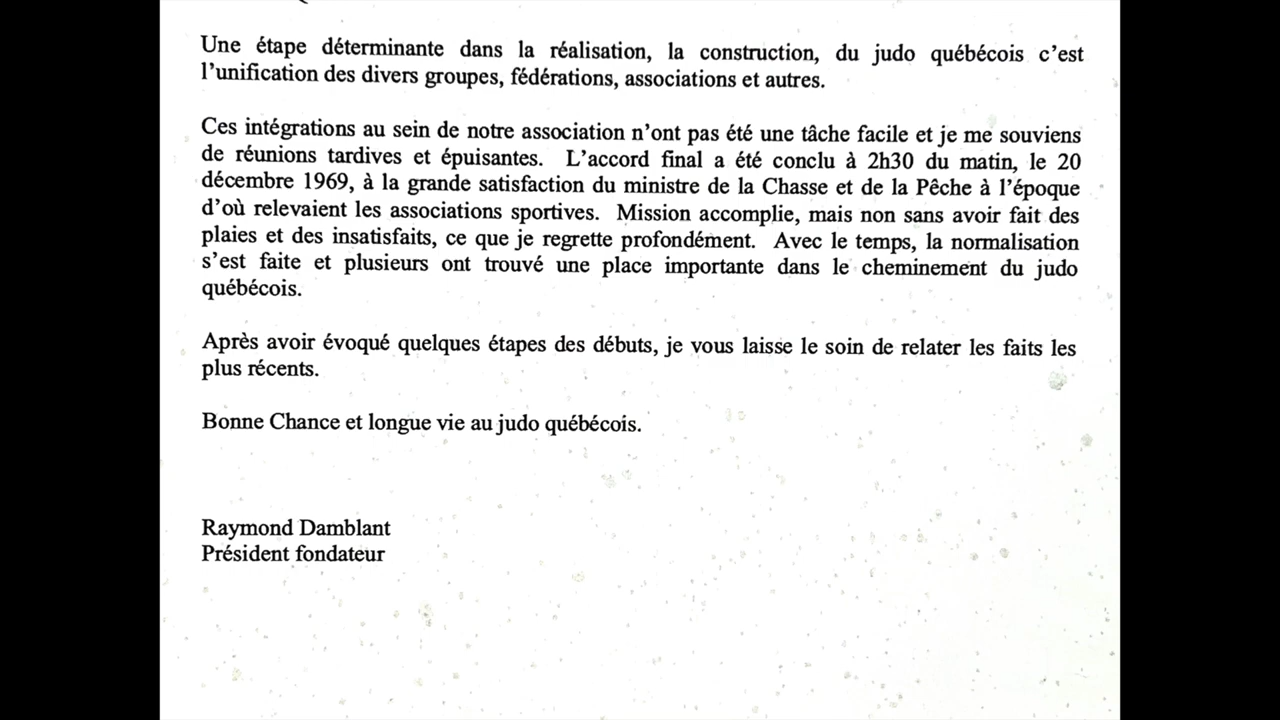 Une étape déterminante dans la réalisation, la construction, du judo québécois c'est
l'unification des divers groupes, fédérations, associations et autres.
Ces intégrations au sein de notre association n'ont pas été une tâche facile et je me souviens
de réunions tardives et épuisantes. L'accord final a été conclu à 2h30 du matin, le 20
décembre 1969, à la grande satisfaction du ministre de la Chasse et de la Pêche à l'époque
d'où relevaient les associations sportives. Mission accomplie, mais non sans avoir fait des
plaies et des insatisfaits, ce que je regrette profondément. Avec le temps, la normalisation
s'est faite et plusieurs ont trouvé une place importante dans le cheminement du judo
québécois.
Après avoir évoqué quelques étapes des débuts, je vous laisse le soin de relater les faits les
plus récents.
Bonne Chance et longue vie au judo québécois.
Raymond Damblant
Président fondateur